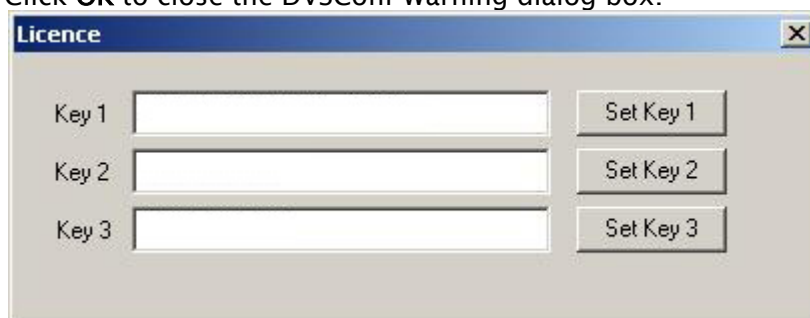 Click OK to close the DVSConf Warning dialog box.
Licence
Key 1 Set Key 1
Key 2 Set Key 2
Key 3 Set Key 3